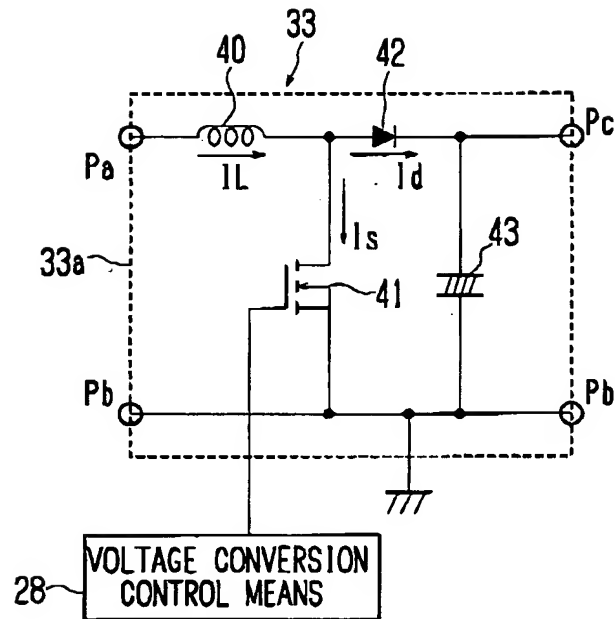 33
40
42
Pa
IL
Id
Pc
Is
33a
41
43
Pb
Pb
28
VOLTAGE CONVERSION
CONTROL MEANS